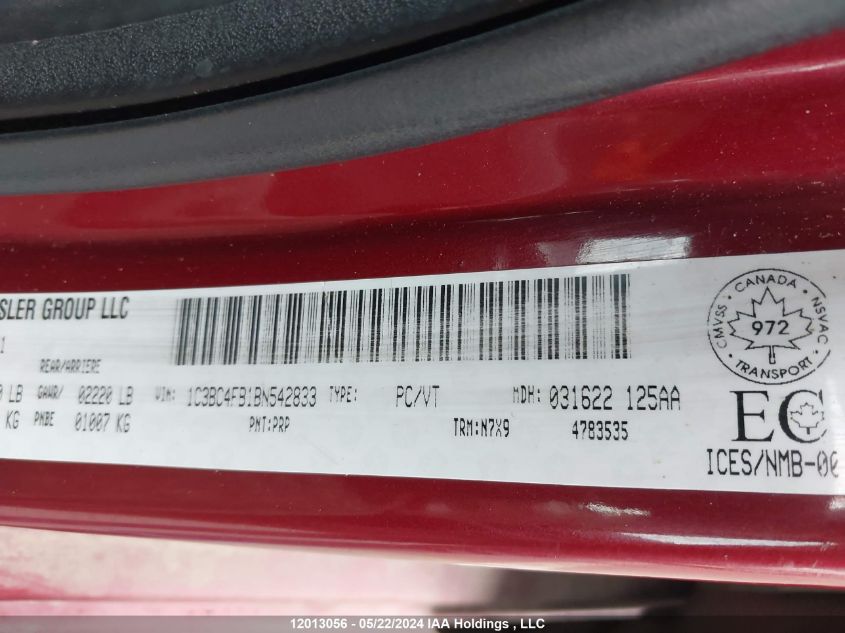 SLER GROUP LLC
1
REAR/ARRIERE
0 LB GAWR/ 02220 LB VIN: 1C3BC4FB1BN542833 TYPE: PC/VT MDH: 031622 125AA
KG PNBE 01007 KG PNT:PRP TRM:N7X9 4783535
CANADA
CMVSS NSVAC
972
TRANSPORT
EC
ICES/NMB-00
12013056 - 05/22/2024 IAA Holdings , LLC